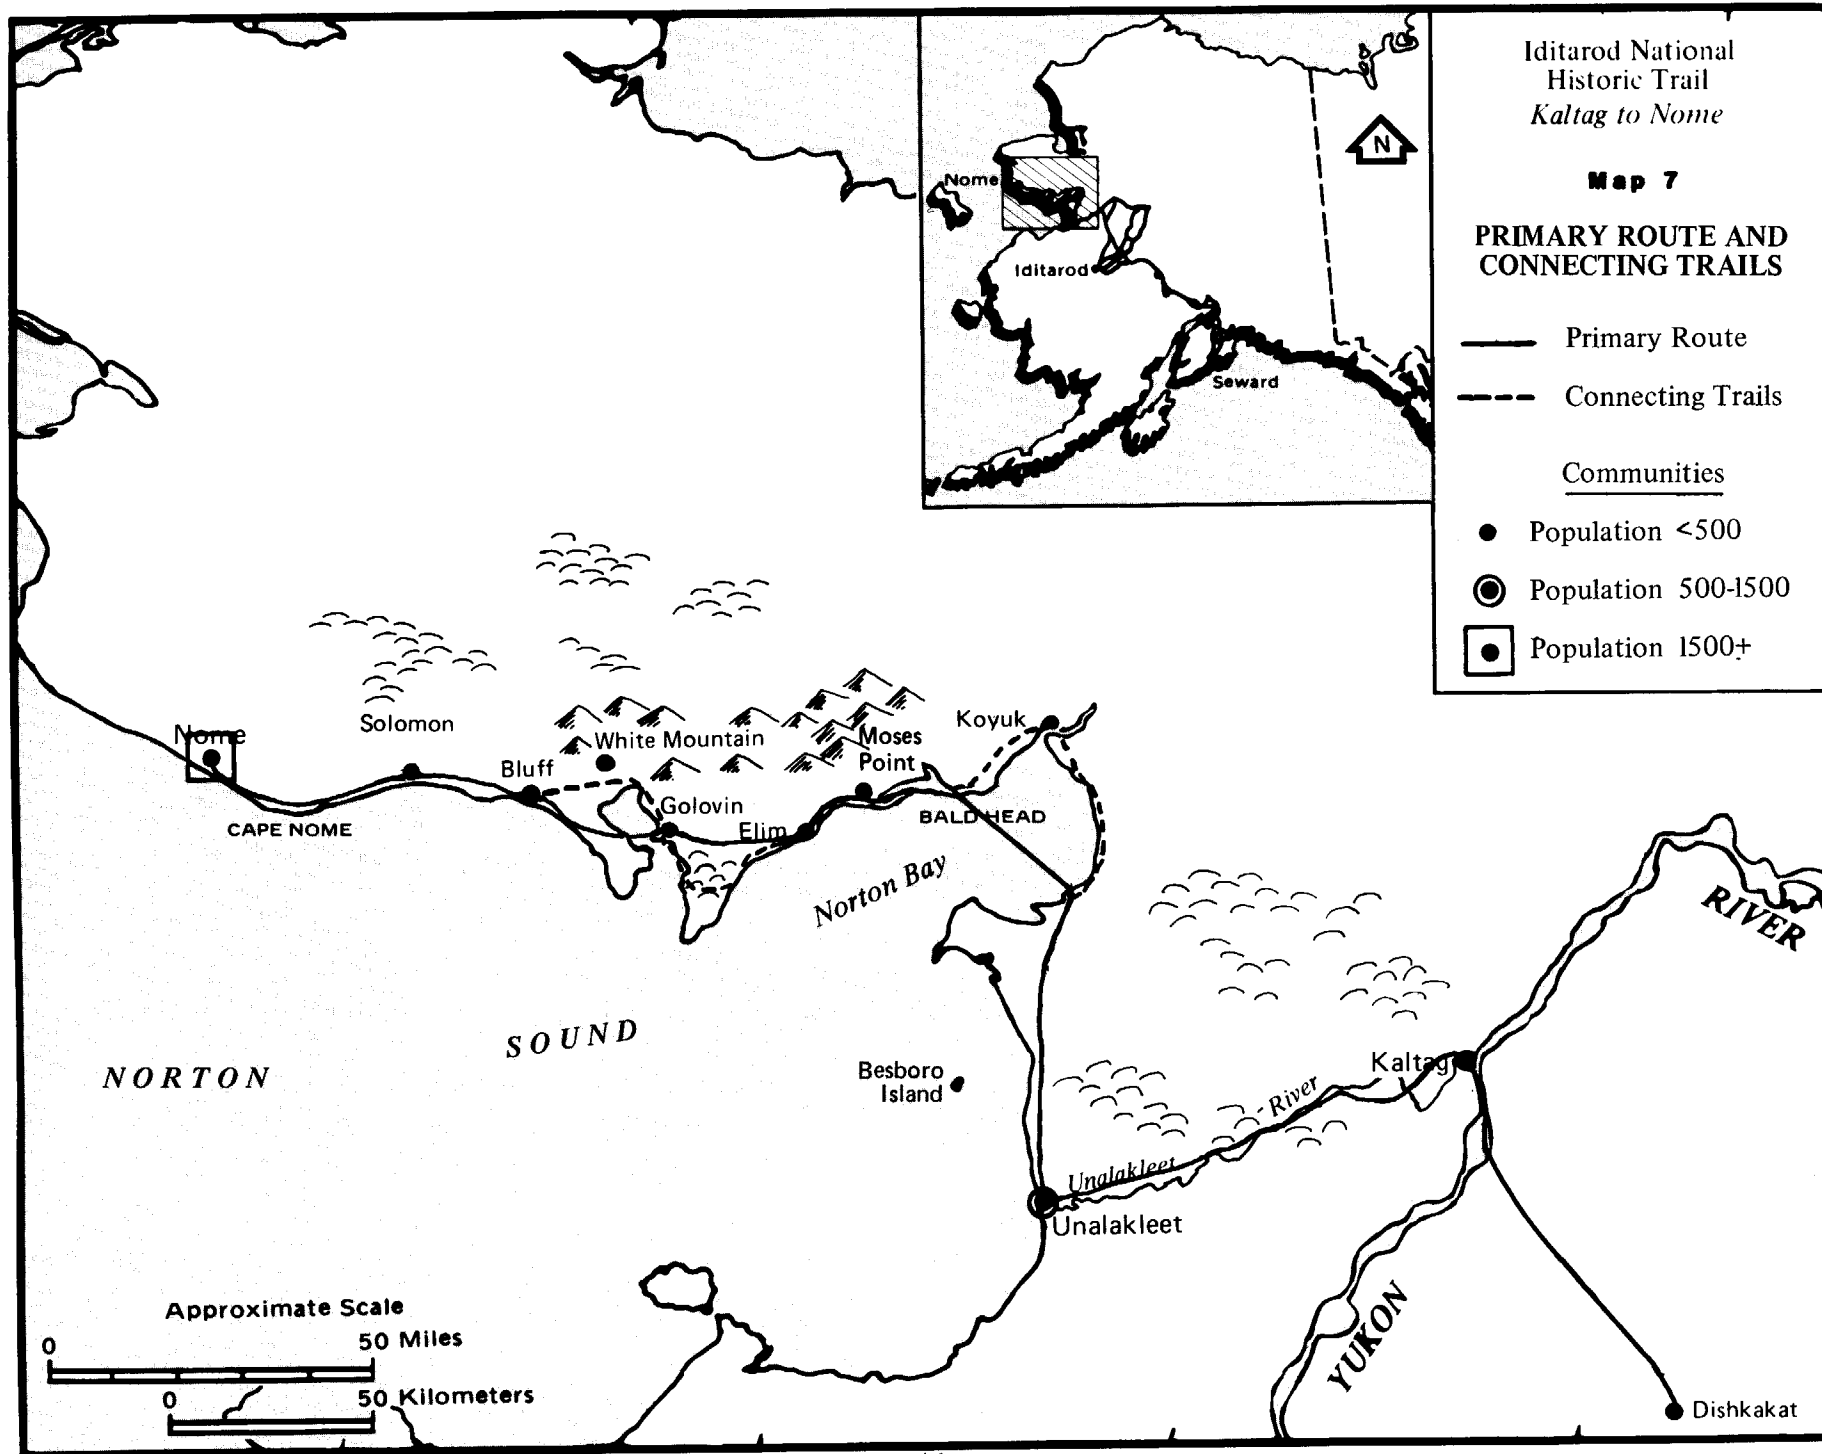 Iditarod National
Historic Trail
Kaltag to Nome
Map 7
PRIMARY ROUTE AND
CONNECTING TRAILS
Primary Route
Connecting Trails
Communities
Population <500
Population 500-1500
Population 1500+
N
Nome
Iditarod
Seward
Nome
Solomon
Bluff
White Mountain
Golovin
Elim
Moses
Point
Koyuk
CAPE NOME
BALD HEAD
Norton Bay
NORTON
SOUND
Besboro
Island
Unalakleet
River
Unalakleet
Kaltag
RIVER
YUKON
Dishkakat
Approximate Scale
0 50 Miles
0 50 Kilometers